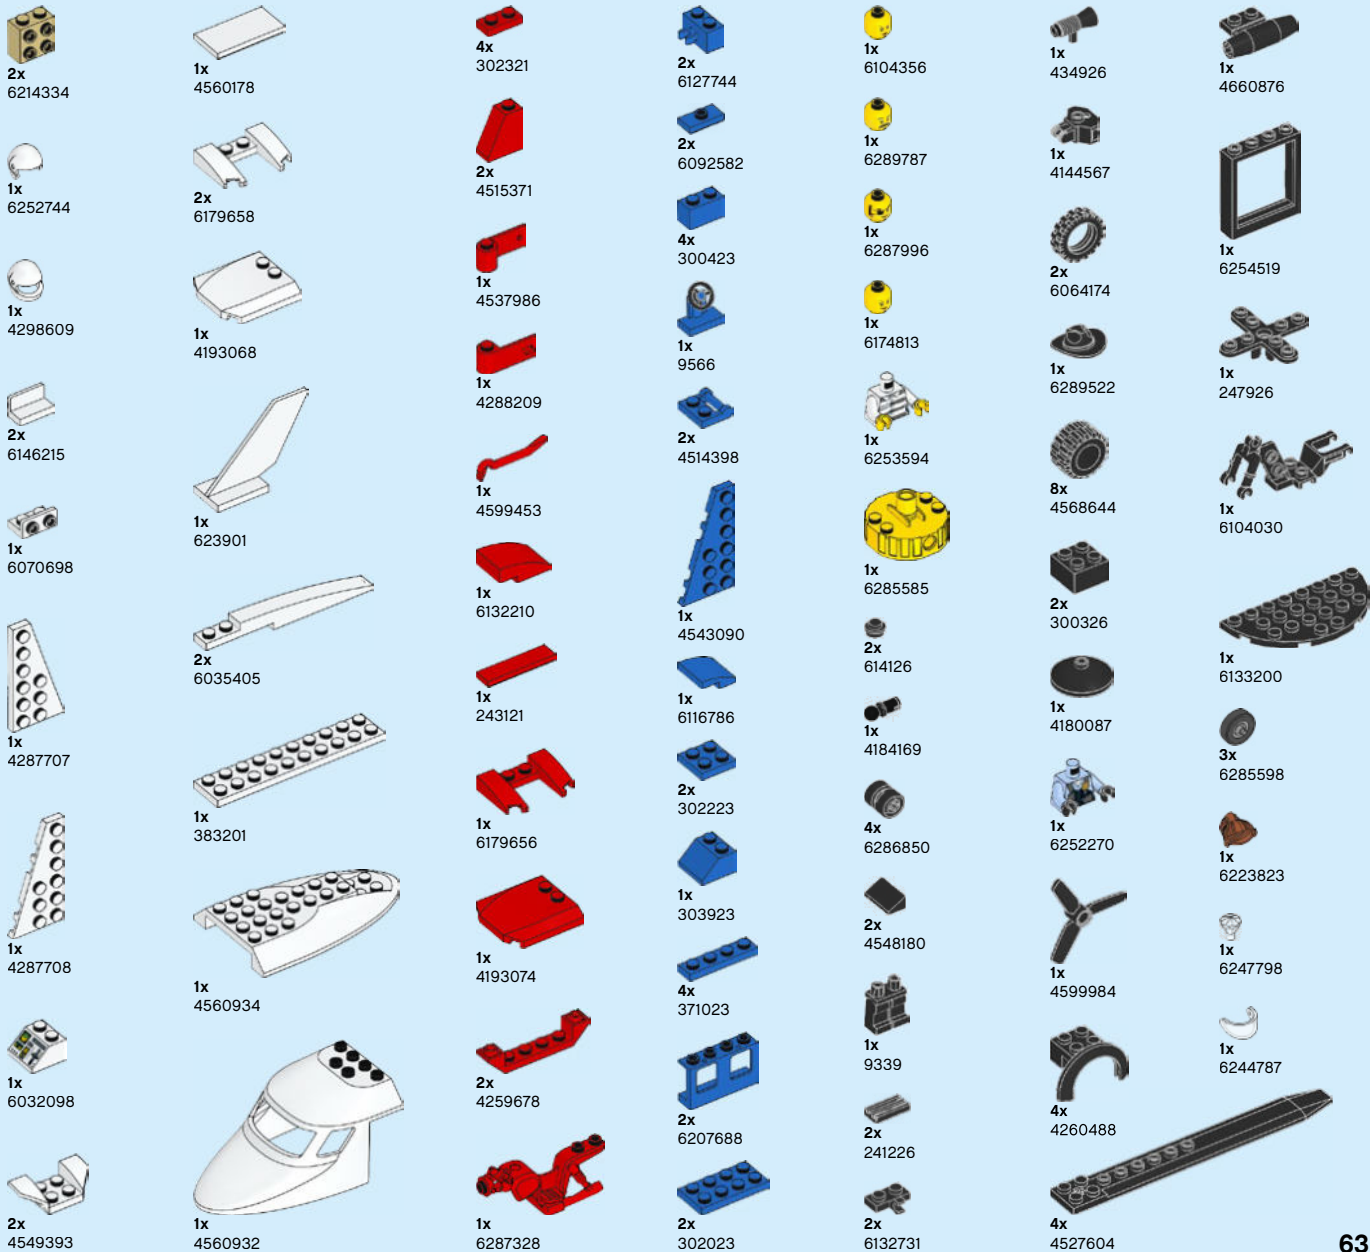 2x
6214334
1x
6252744
1x
4298609
2x
6146215
1x
6070698
1x
4287707
1x
4287708
1x
6032098
2x
4549393
1x
4560178
2x
6179658
1x
4193068
1x
623901
2x
6035405
1x
383201
1x
4560934
1x
4560932
4x
302321
2x
4515371
1x
4537986
1x
4288209
1x
4599453
1x
6132210
1x
243121
1x
6179656
1x
4193074
2x
4259678
1x
6287328
2x
6127744
2x
6092582
4x
300423
1x
9566
2x
4514398
1x
4543090
1x
6116786
2x
302223
1x
303923
4x
371023
2x
6207688
2x
302023
1x
6104356
1x
6289787
1x
6287996
1x
6174813
1x
6253594
1x
6285585
2x
614126
1x
4184169
4x
6286850
2x
4548180
1x
9339
2x
241226
2x
6132731
1x
434926
1x
4144567
2x
6064174
1x
6289522
8x
4568644
2x
300326
1x
4180087
1x
6252270
1x
4599984
4x
4260488
4x
4527604
1x
4660876
1x
6254519
1x
247926
1x
6104030
1x
6133200
3x
6285598
1x
6223823
1x
6247798
1x
6244787
63